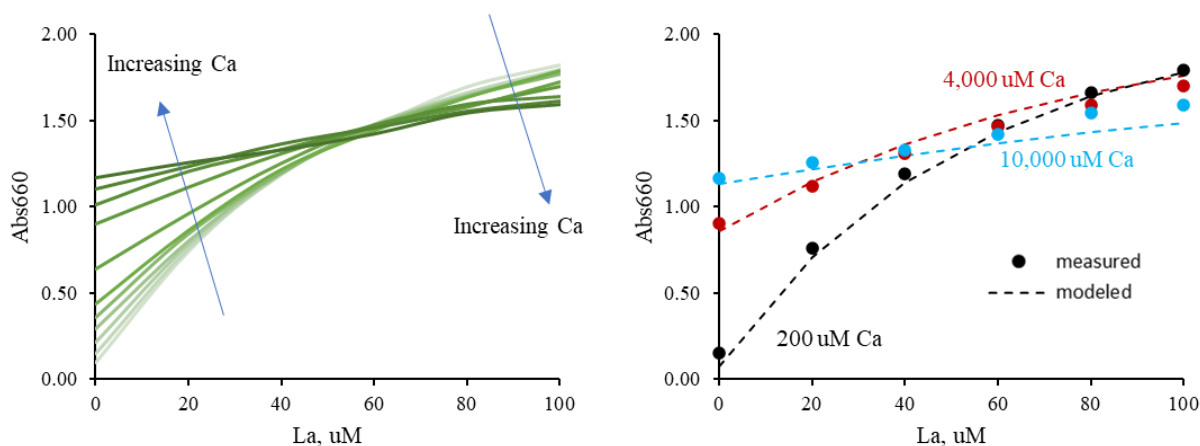 2.00
1.50
1.00
0.50
0.00
0
20
40
60
80
100
Abs660
La, uM
Increasing Ca
Increasing Ca
2.00
1.50
1.00
0.50
0.00
0
20
40
60
80
100
Abs660
La, uM
4,000 uM Ca
10,000 uM Ca
measured
modeled
200 uM Ca